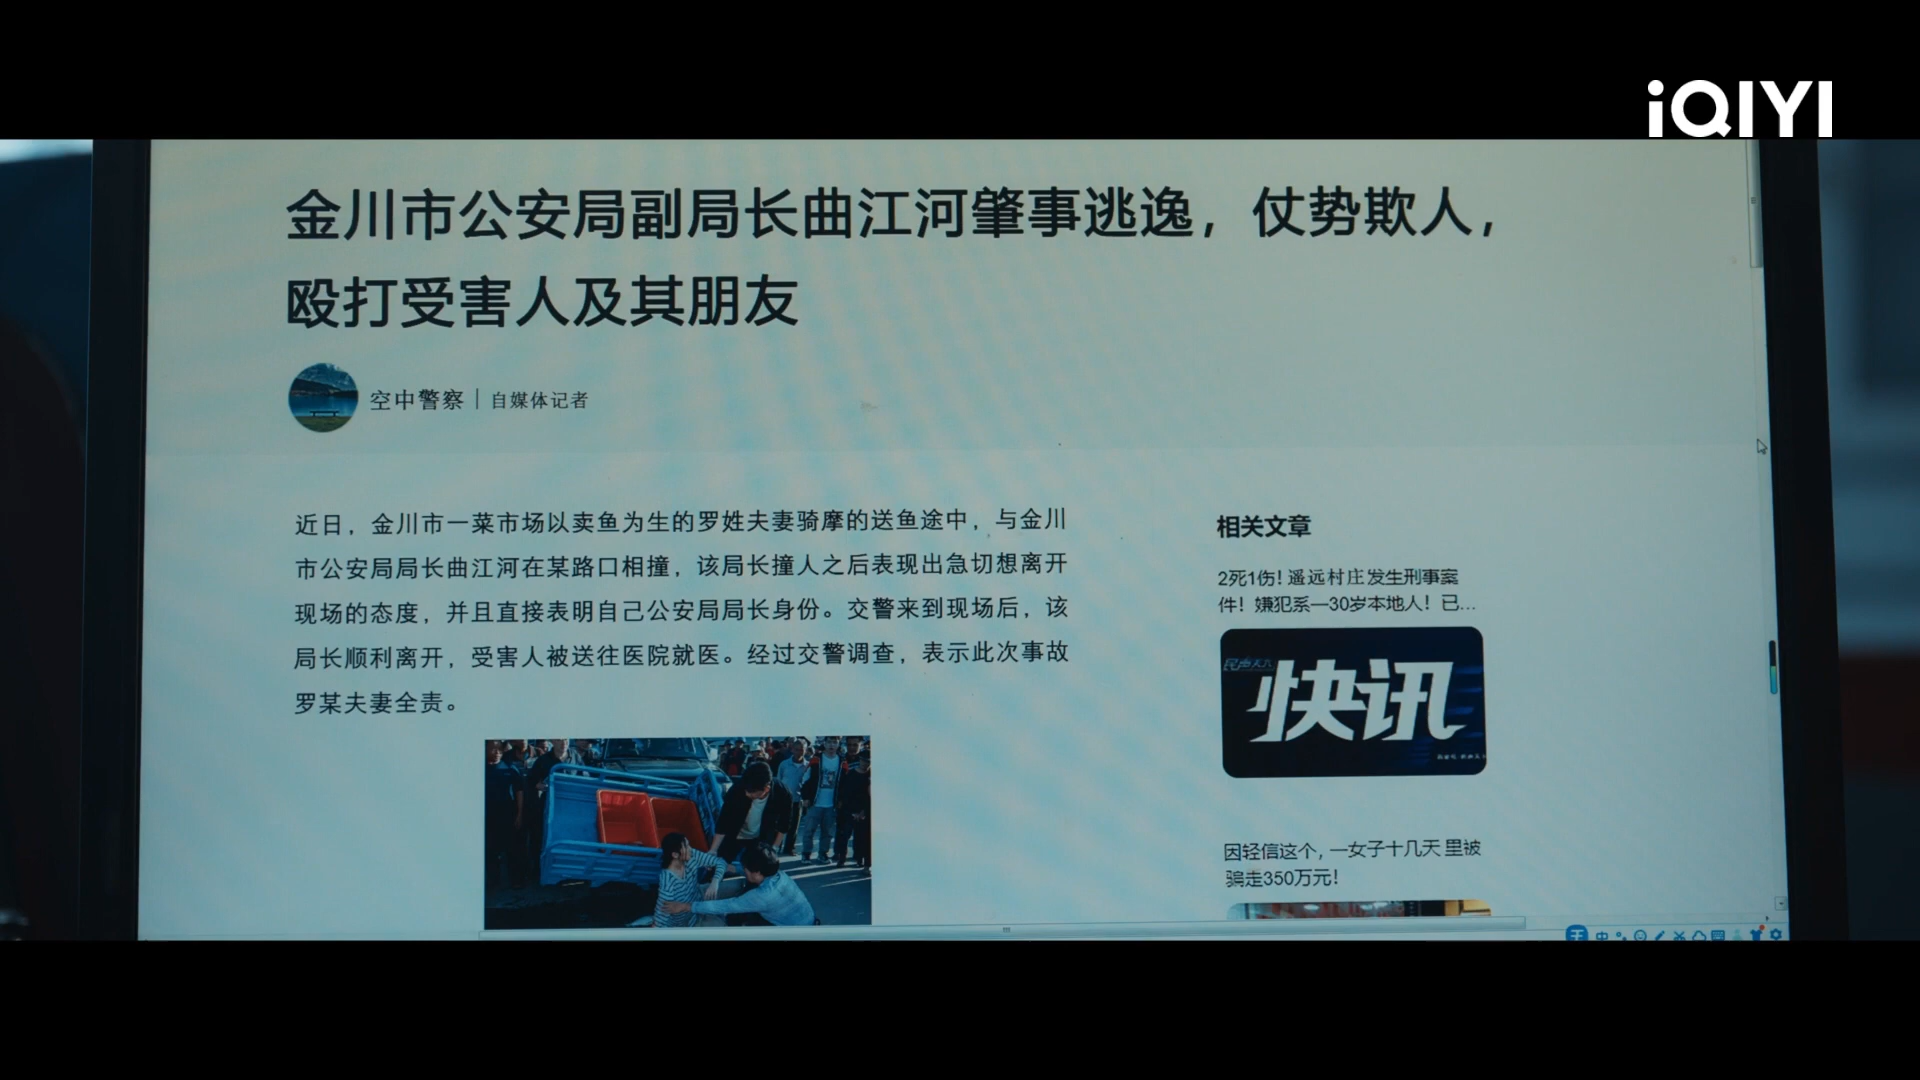 iQIYI
金川市公安局副局长曲江河肇事逃逸，仗势欺人，
殴打受害人及其朋友
空中警察｜自媒体记者
近日，金川市一菜市场以卖鱼为生的罗姓夫妻骑摩的送鱼途中，与金川
市公安局局长曲江河在某路口相撞，该局长撞人之后表现出急切想离开
现场的态度，并且直接表明自己公安局局长身份。交警来到现场后，该
局长顺利离开，受害人被送往医院就医。经过交警调查，表示此次事故
罗某夫妻全责。
相关文章
2死1伤！遥远村庄发生刑事案
件！嫌犯系一30岁本地人！已...
快讯
因轻信这个，一女子十几天里被
骗走350万元！
中